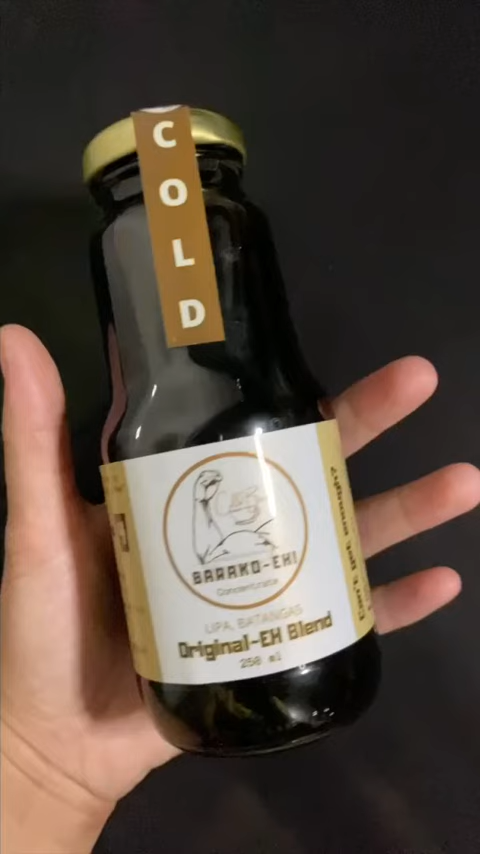 COLD
BARAKO-EH!
Concentrate
LIPA, BATANGAS
Original-EH Blend
250 ml
Can't get enough?